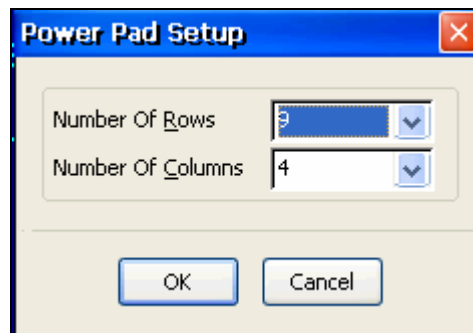 Power Pad Setup
Number Of Rows 9
Number Of Columns 4
OK Cancel